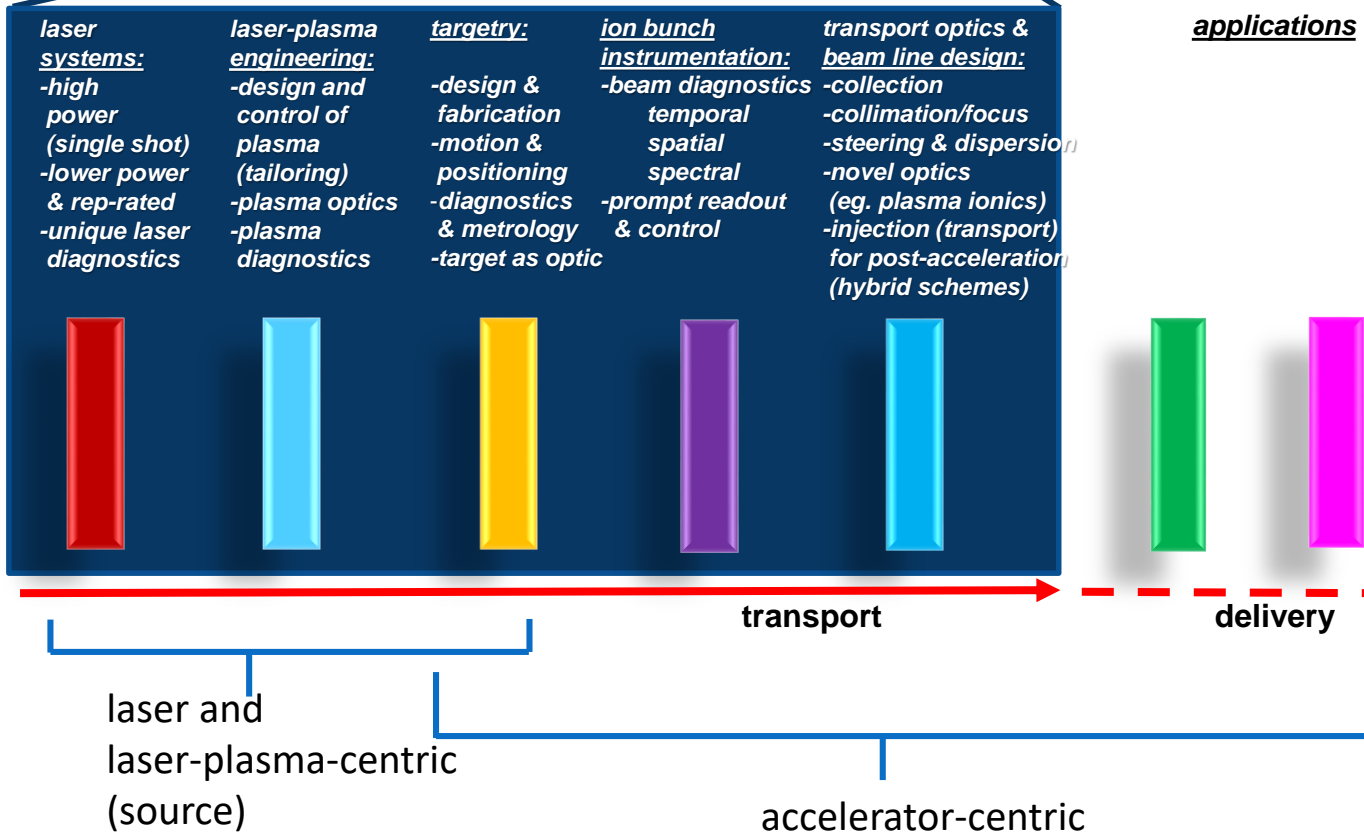 laser
systems:
-high
power
(single shot)
-lower power
& rep-rated
-unique laser
diagnostics
laser-plasma
engineering:
-design and
control of
plasma
(tailoring)
-plasma optics
-plasma
diagnostics
targetry:
-design &
fabrication
-motion &
positioning
-diagnostics
& metrology
-target as optic
ion bunch
instrumentation:
-beam diagnostics
temporal
spatial
spectral
-prompt readout
& control
transport optics &
beam line design:
-collection
-collimation/focus
-steering & dispersion
-novel optics
(eg. plasma ionics)
-injection (transport)
for post-acceleration
(hybrid schemes)
applications
transport
delivery
laser and
laser-plasma-centric
(source)
accelerator-centric